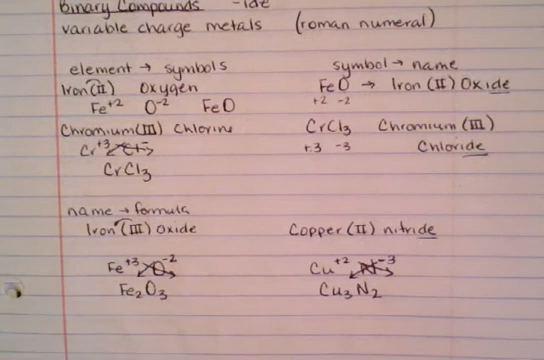 Binary Compounds -ide
variable charge metals (roman numeral)
element → symbols
Iron (II) Oxygen
Fe+2 O-2 FeO
Chromium (III) Chlorine
Cr+3 Cl-
CrCl3
symbol → name
FeO → Iron (II) Oxide
+2 -2
CrCl3 Chromium (III)
+3 -3 Chloride
name → formula
Iron (III) Oxide
Fe+3 O-2
Fe2O3
Copper (II) nitride
Cu+2 N-3
Cu3N2